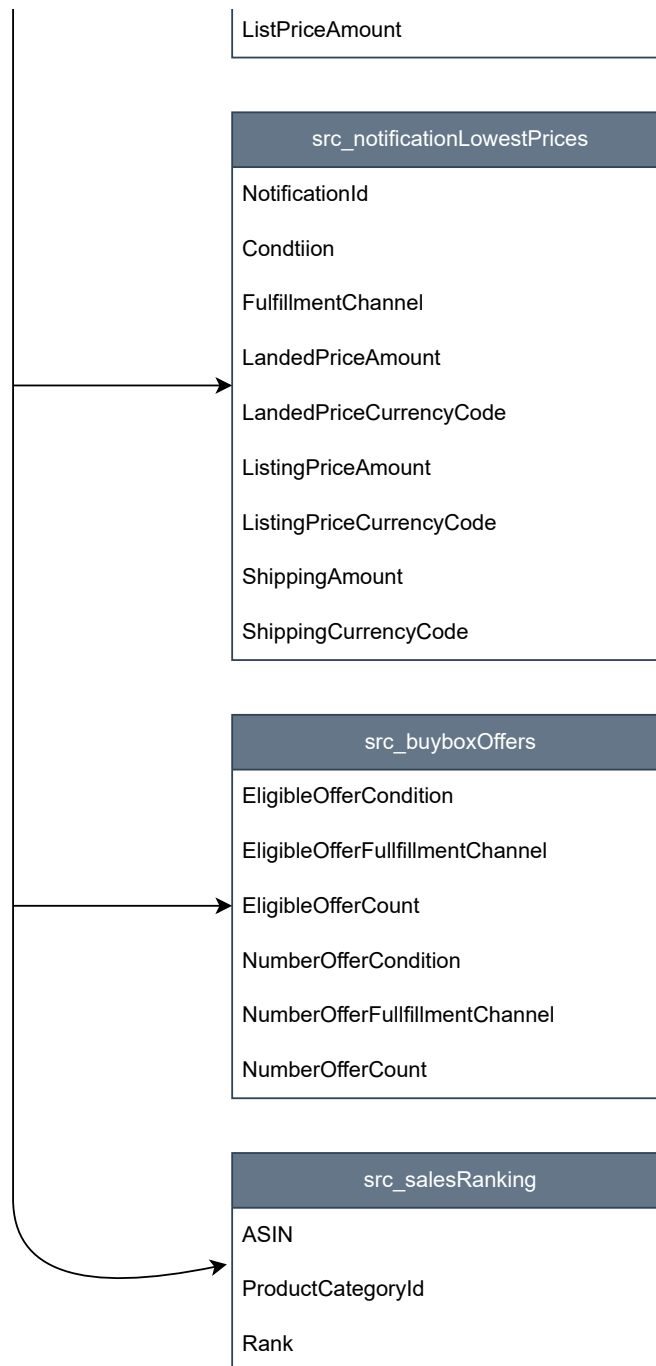 ListPriceAmount
src_notificationLowestPrices
NotificationId
Condtiion
FulfillmentChannel
LandedPriceAmount
LandedPriceCurrencyCode
ListingPriceAmount
ListingPriceCurrencyCode
ShippingAmount
ShippingCurrencyCode
src_buyboxOffers
EligibleOfferCondition
EligibleOfferFullfillmentChannel
EligibleOfferCount
NumberOfferCondition
NumberOfferFullfillmentChannel
NumberOfferCount
src_salesRanking
ASIN
ProductCategoryId
Rank